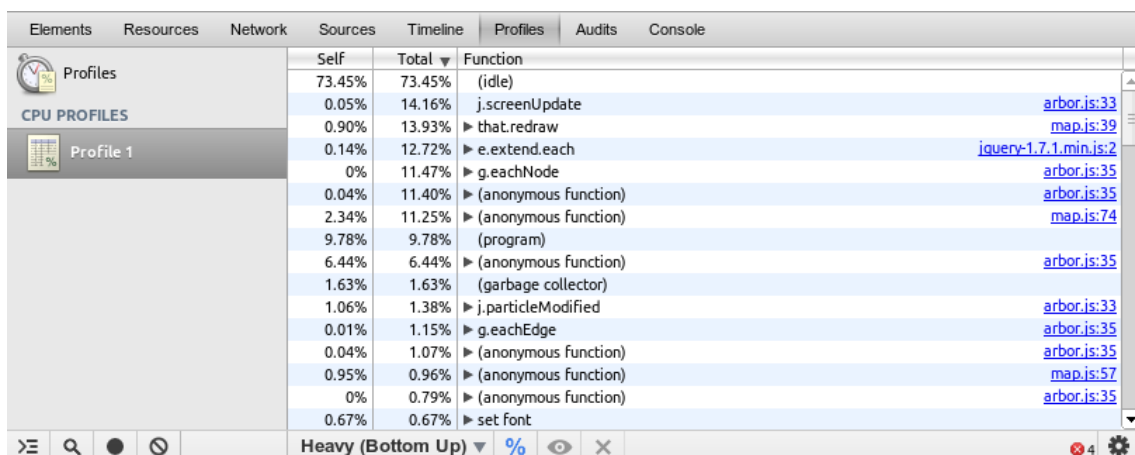 Elements Resources Network Sources Timeline Profiles Audits Console
Profiles
CPU PROFILES
Profile 1
Self Total ▼ Function
73.45% 73.45% (idle)
0.05% 14.16% j.screenUpdate arbor.js:33
0.90% 13.93% ▶ that.redraw map.js:39
0.14% 12.72% ▶ e.extend.each jquery-1.7.1.min.js:2
0% 11.47% ▶ g.eachNode arbor.js:35
0.04% 11.40% ▶ (anonymous function) arbor.js:35
2.34% 11.25% ▶ (anonymous function) map.js:74
9.78% 9.78% (program)
6.44% 6.44% ▶ (anonymous function) arbor.js:35
1.63% 1.63% (garbage collector)
1.06% 1.38% ▶ j.particleModified arbor.js:33
0.01% 1.15% ▶ g.eachEdge arbor.js:35
0.04% 1.07% ▶ (anonymous function) arbor.js:35
0.95% 0.96% ▶ (anonymous function) map.js:57
0% 0.79% ▶ (anonymous function) arbor.js:35
0.67% 0.67% ▶ set font
Heavy (Bottom Up) ▼ % 4